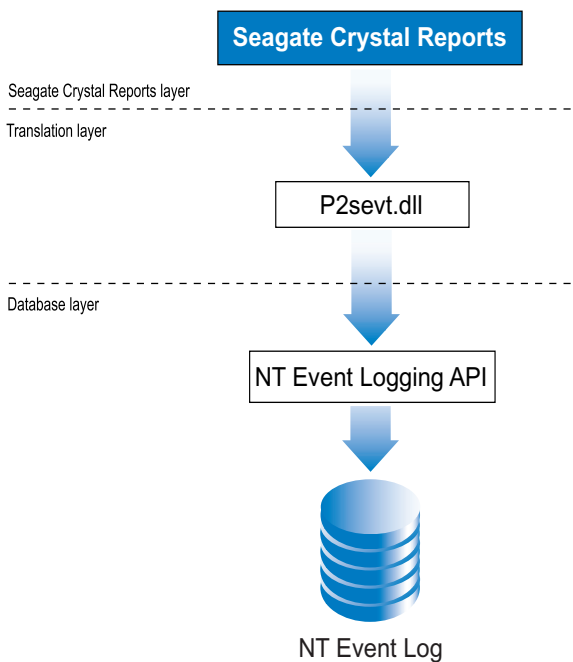 Seagate Crystal Reports
Seagate Crystal Reports layer
Translation layer
P2sevt.dll
Database layer
NT Event Logging API
NT Event Log